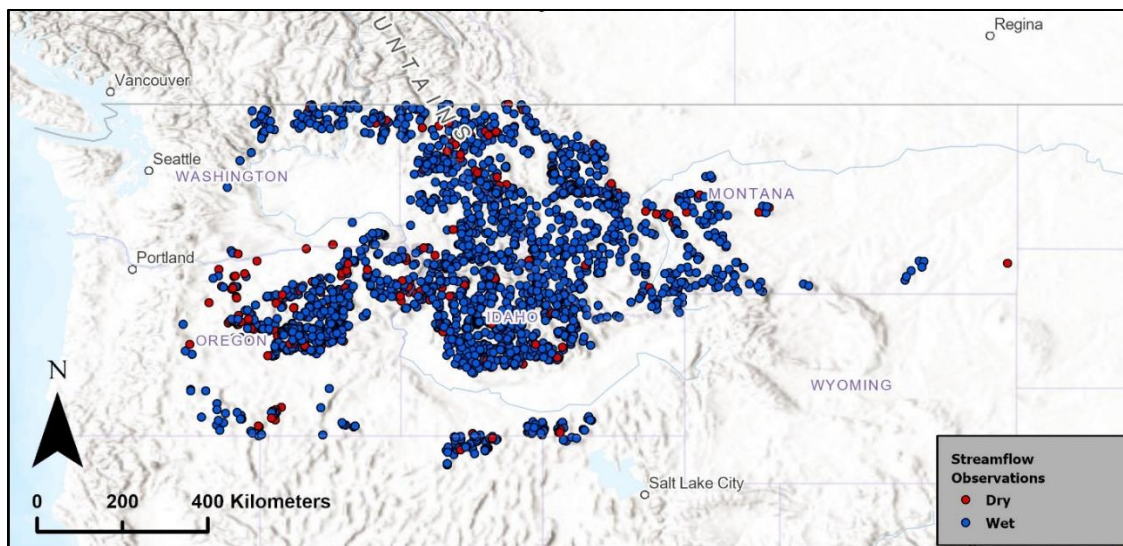 UNTAINS
Regina
Vancouver
Seattle
WASHINGTON
MONTANA
Portland
IDAHO
OREGON
WYOMING
N
Salt Lake City
0 200 400 Kilometers
Streamflow
Observations
Dry
Wet